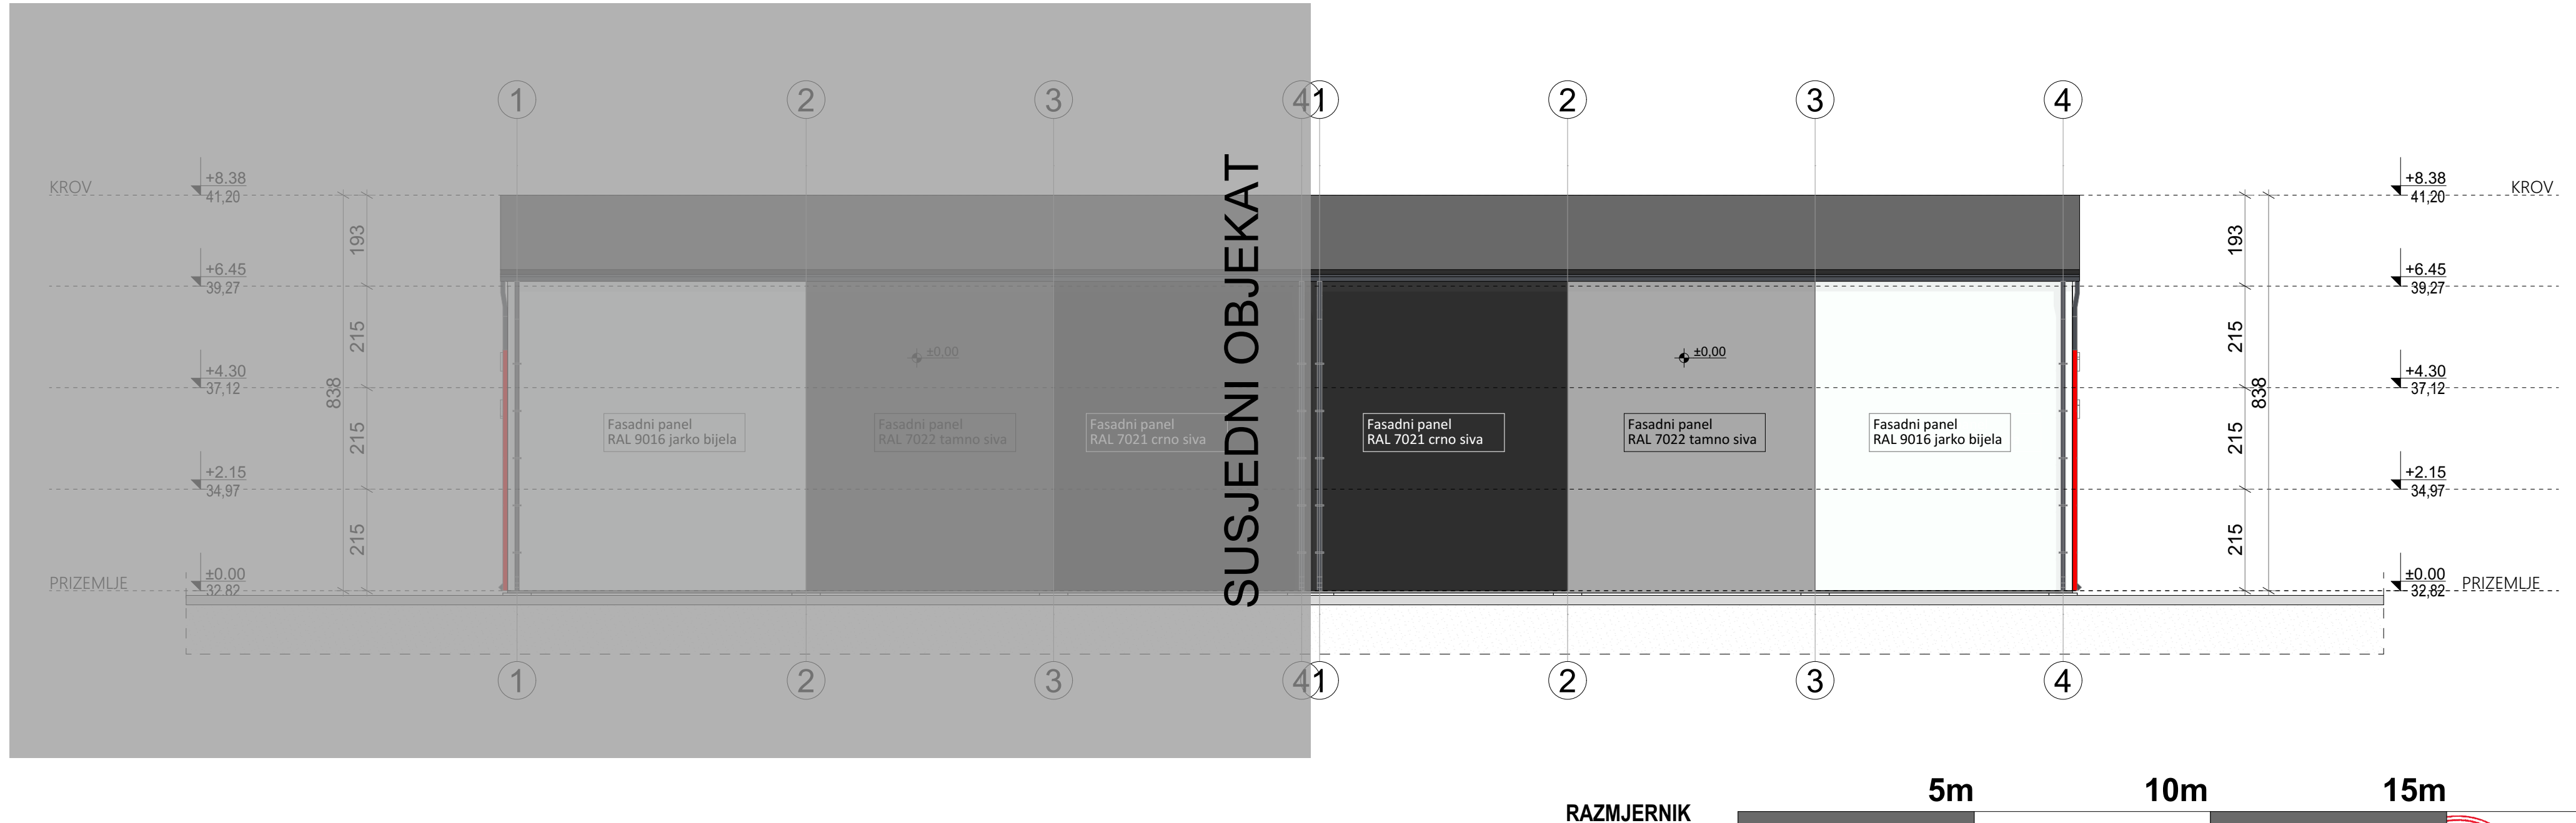 1 2 3 4 1 2 3 4
KROV +8.38 +8.38 KROV
41,20 41,20
193 193
+6.45 +6.45
39,27 39,27
215 ±0.00 ±0.00 215
+4.30 +4.30
37,12 37,12
838 838
Fasadni panel
RAL 9016 jarko bijela
Fasadni panel
RAL 7022 tamno siva
Fasadni panel
RAL 7021 crno siva
SUSJEDNI OBJEKAT
Fasadni panel
RAL 7021 crno siva
Fasadni panel
RAL 7022 tamno siva
Fasadni panel
RAL 9016 jarko bijela
215 215
+2.15 +2.15
34,97 34,97
215 215
PRIZEMLJE ±0.00 ±0.00 PRIZEMLJE
32,82 32,82
1 2 3 4 1 2 3 4
5m 10m 15m
RAZMJERNIK